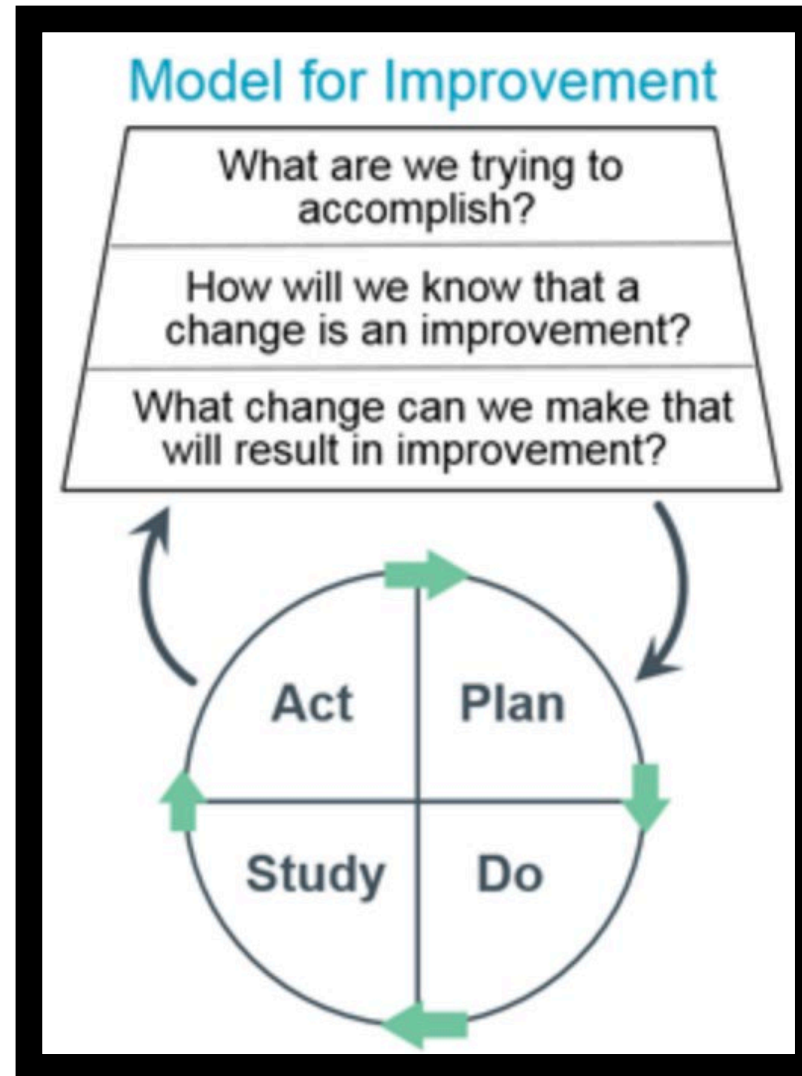 Model for Improvement
What are we trying to
accomplish?
How will we know that a
change is an improvement?
What change can we make that
will result in improvement?
Act
Plan
Study
Do